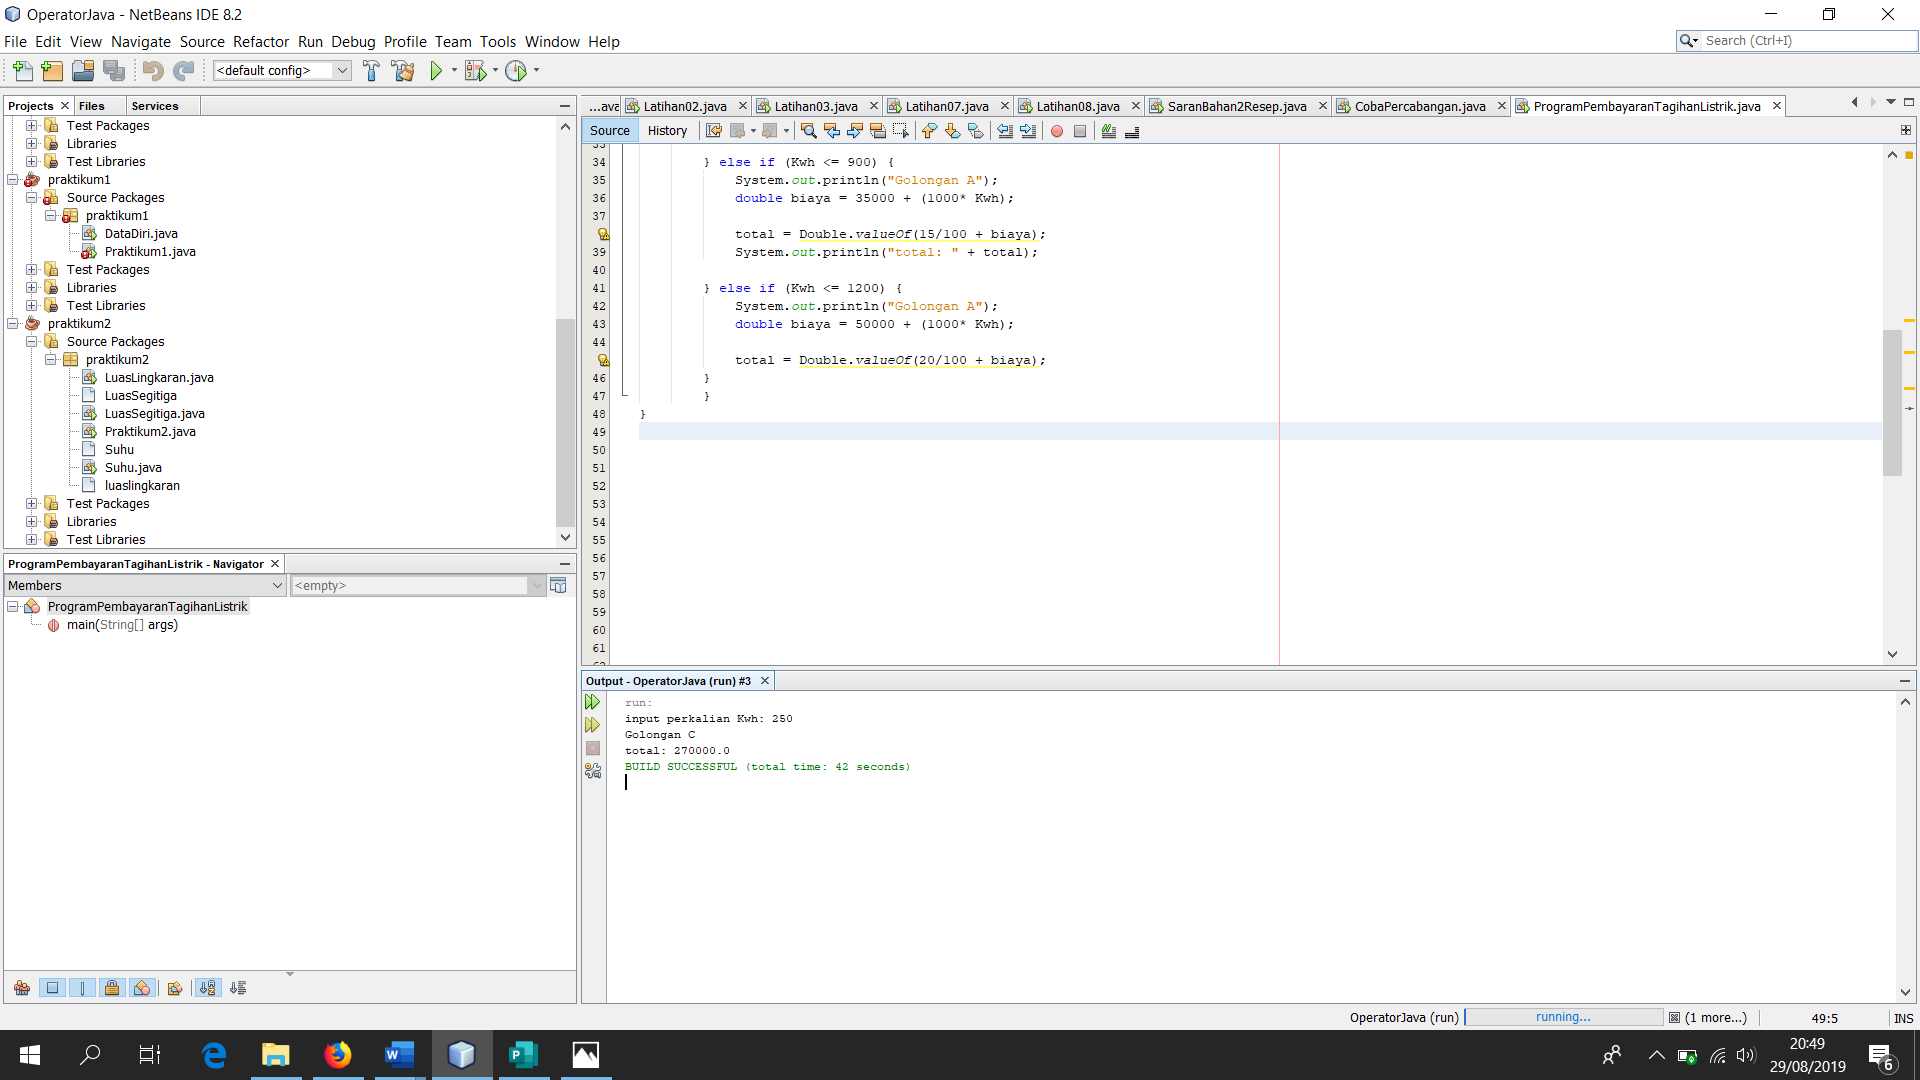 OperatorJava - NetBeans IDE 8.2
File Edit View Navigate Source Refactor Run Debug Profile Team Tools Window Help
Search (Ctrl+I)
<default config>
Projects Files Services
Test Packages
Libraries
Test Libraries
praktikum1
Source Packages
praktikum1
DataDiri.java
Praktikum1.java
Test Packages
Libraries
Test Libraries
praktikum2
Source Packages
praktikum2
LuasLingkaran.java
LuasSegitiga
LuasSegitiga.java
Praktikum2.java
Suhu
Suhu.java
luaslingkaran
Test Packages
Libraries
Test Libraries
ProgramPembayaranTagihanListrik - Navigator
Members
<empty>
ProgramPembayaranTagihanListrik
main(String[] args)
...ava Latihan02.java Latihan03.java Latihan07.java Latihan08.java SaranBahan2Resep.java CobaPercabangan.java ProgramPembayaranTagihanListrik.java
Source History
33
34 } else if (Kwh <= 900) {
35 System.out.println("Golongan A");
36 double biaya = 35000 + (1000* Kwh);
37
total = Double.valueOf(15/100 + biaya);
39 System.out.println("total: " + total);
40
41 } else if (Kwh <= 1200) {
42 System.out.println("Golongan A");
43 double biaya = 50000 + (1000* Kwh);
44
total = Double.valueOf(20/100 + biaya);
46 }
47 }
48 }
49
50
51
52
53
54
55
56
57
58
59
60
61
Output - OperatorJava (run) #3
run:
input perkalian Kwh: 250
Golongan C
total: 270000.0
BUILD SUCCESSFUL (total time: 42 seconds)
OperatorJava (run) running... (1 more...) 49:5 INS
20:49
29/08/2019
6